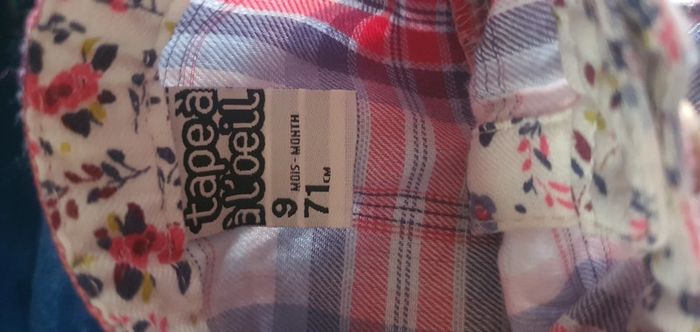 tape à
l'oeil
9
MOIS-MONTH
71CM